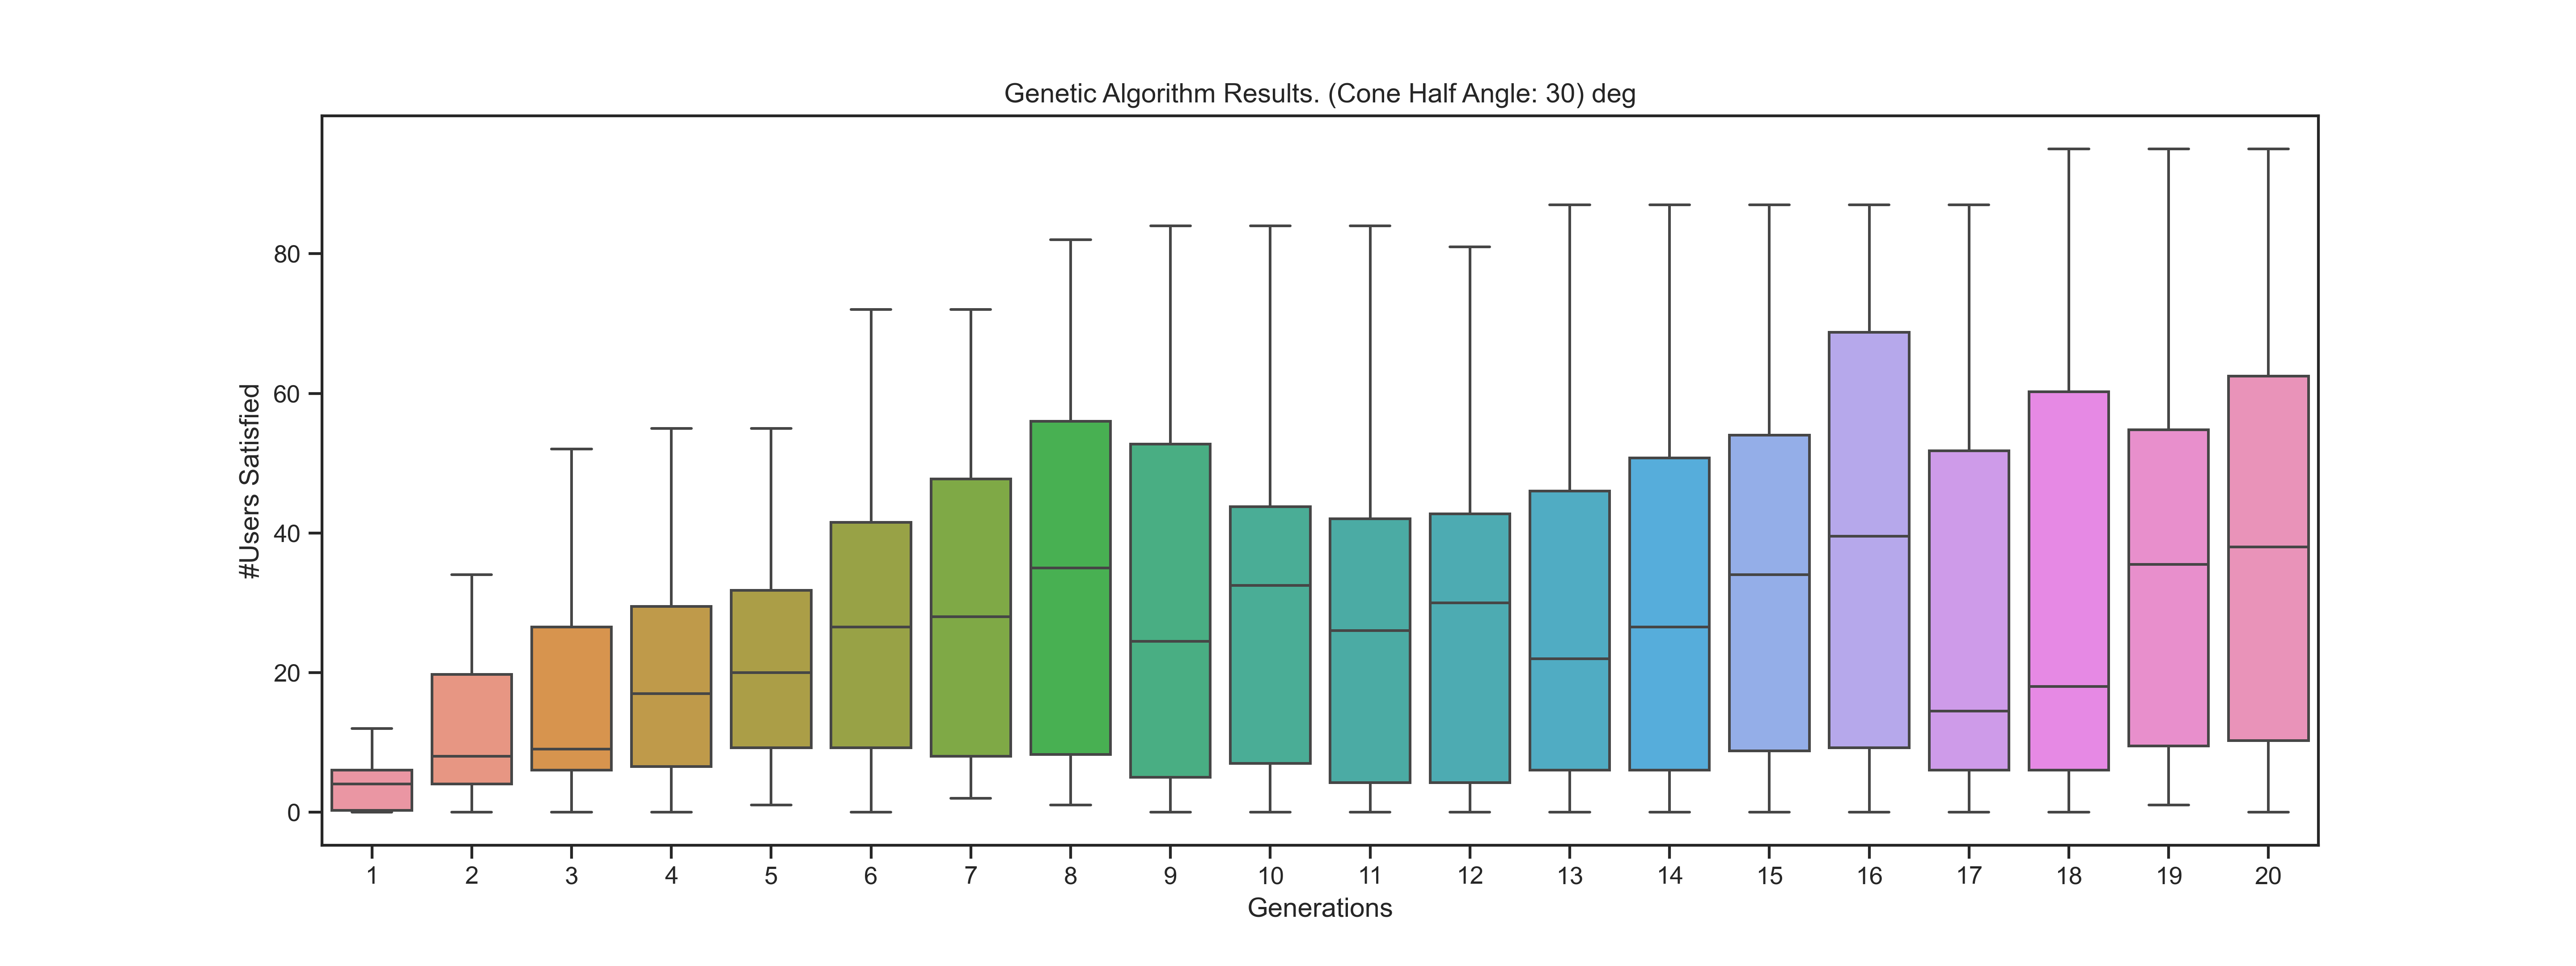 Genetic Algorithm Results. (Cone Half Angle: 30) deg
#Users Satisfied
80
60
40
20
0
1 2 3 4 5 6 7 8 9 10 11 12 13 14 15 16 17 18 19 20
Generations